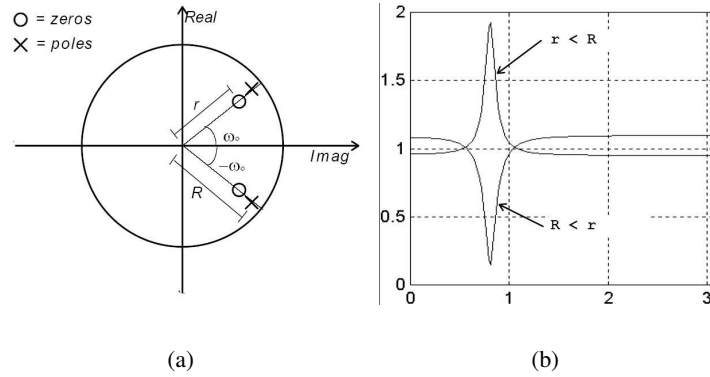 = zeros
= poles
Real
r
ω₀
Imag
-ω₀
R
2
1.5
1
0.5
0
0
1
2
3
r < R
R < r
(a)
(b)